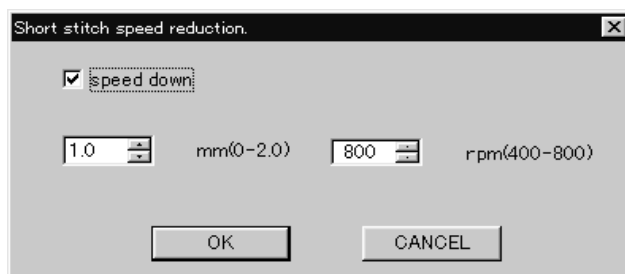 Short stitch speed reduction.
speed down
1.0 mm(0-2.0) 800 rpm(400-800)
OK CANCEL